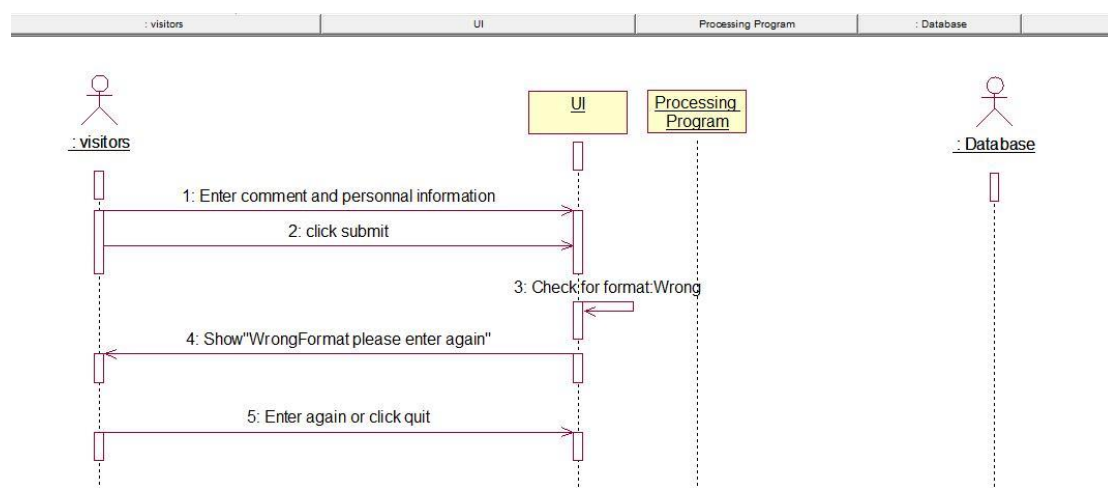 : visitors
UI
Processing Program
: Database
UI
Processing
Program
: visitors
: Database
1: Enter comment and personnal information
2: click submit
3: Check for format:Wrong
4: Show"WrongFormat please enter again"
5: Enter again or click quit